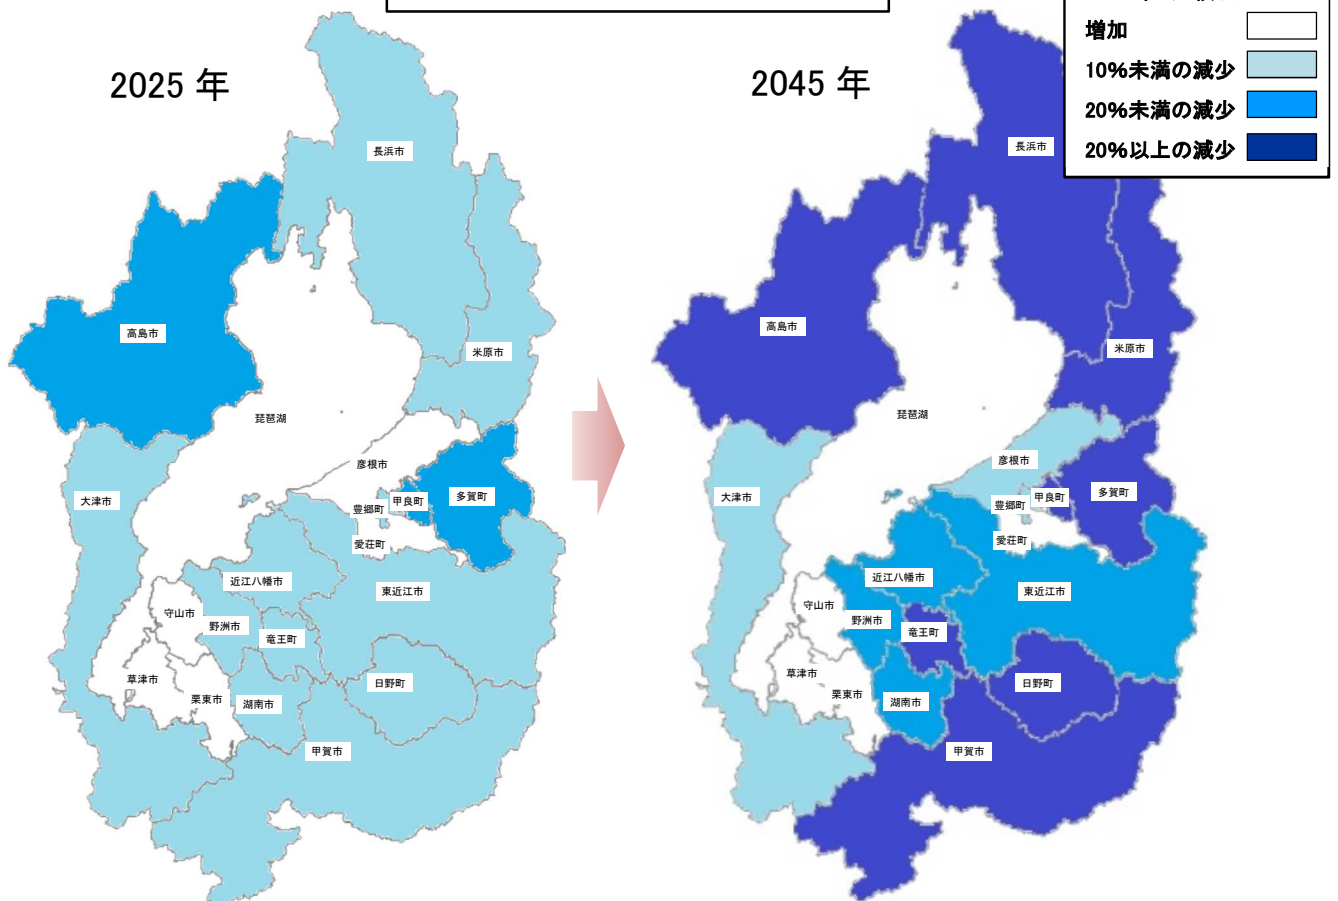 2025 年
2045 年
増加
10%未満の減少
20%未満の減少
20%以上の減少
長浜市
高島市
米原市
琵琶湖
彦根市
大津市
甲良町
多賀町
豊郷町
愛荘町
近江八幡市
東近江市
守山市
野洲市
竜王町
草津市
栗東市
湖南市
日野町
甲賀市
長浜市
高島市
米原市
琵琶湖
彦根市
大津市
甲良町
多賀町
豊郷町
愛荘町
近江八幡市
東近江市
守山市
野洲市
竜王町
草津市
栗東市
湖南市
日野町
甲賀市